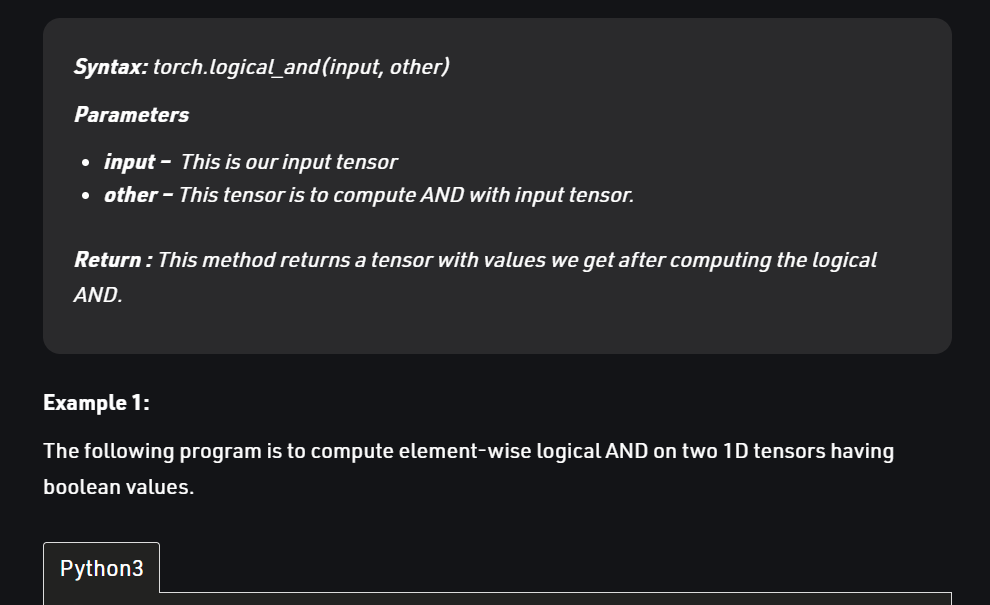 Syntax: torch.logical_and(input, other)
Parameters
• input – This is our input tensor
• other – This tensor is to compute AND with input tensor.
Return : This method returns a tensor with values we get after computing the logical
AND.
Example 1:
The following program is to compute element-wise logical AND on two 1D tensors having
boolean values.
Python3